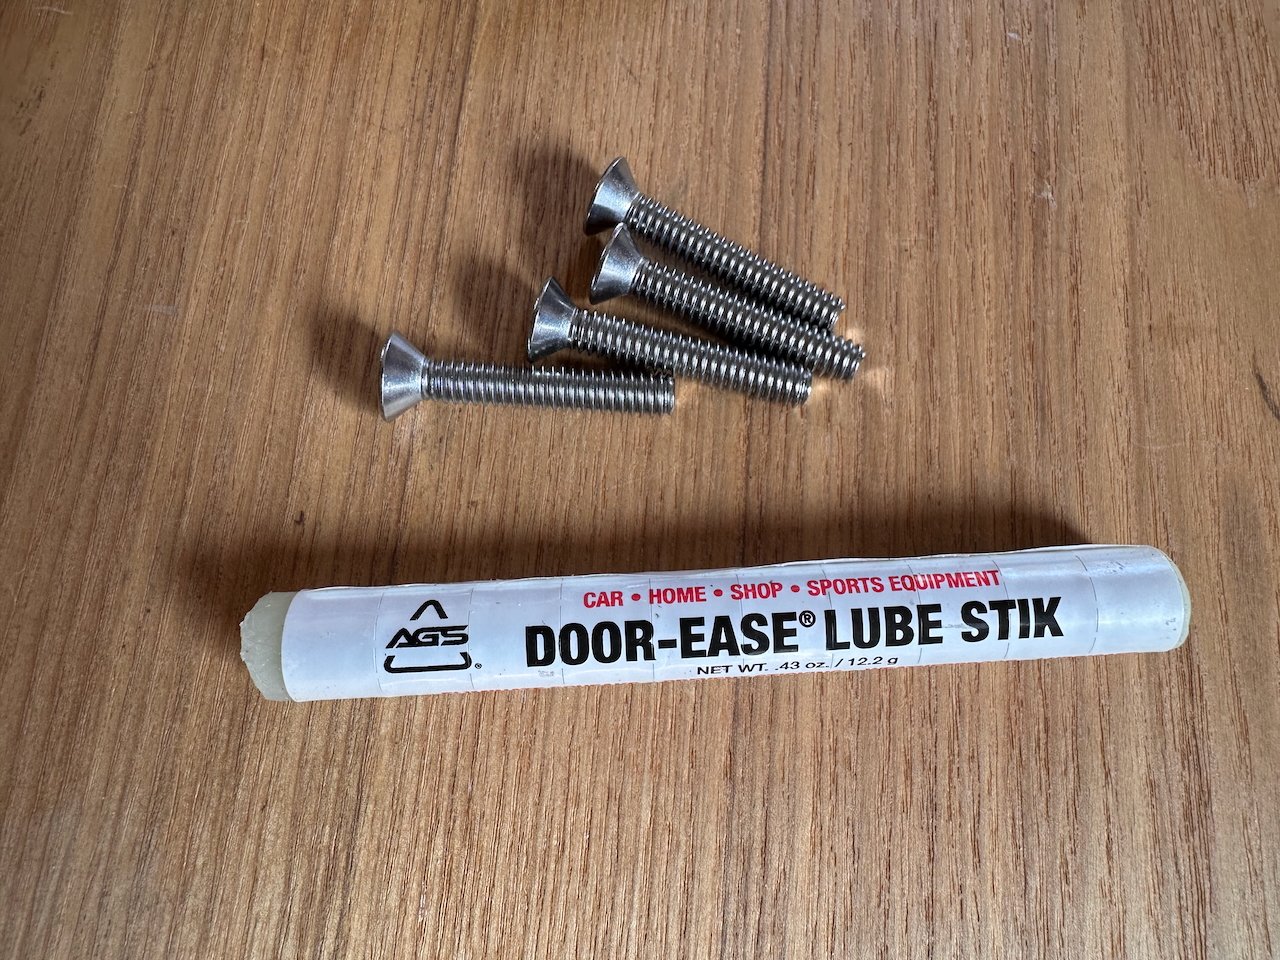 CAR • HOME • SHOP • SPORTS EQUIPMENT
AGS®
DOOR-EASE® LUBE STIK
NET WT. .43 oz. / 12.2 g